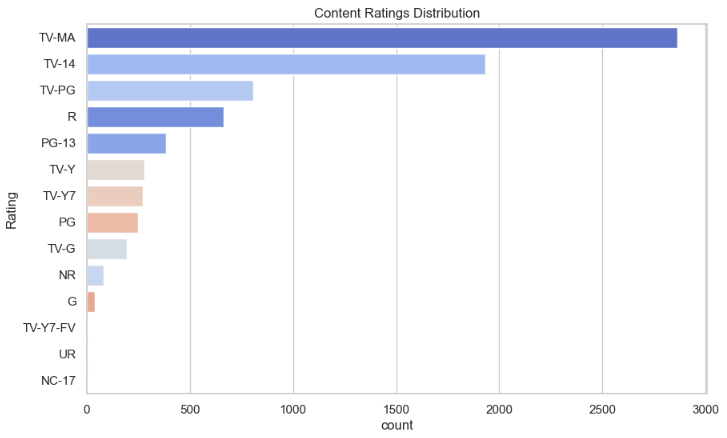 Content Ratings Distribution
Rating
TV-MA
TV-14
TV-PG
R
PG-13
TV-Y
TV-Y7
PG
TV-G
NR
G
TV-Y7-FV
UR
NC-17
0 500 1000 1500 2000 2500 3000
count